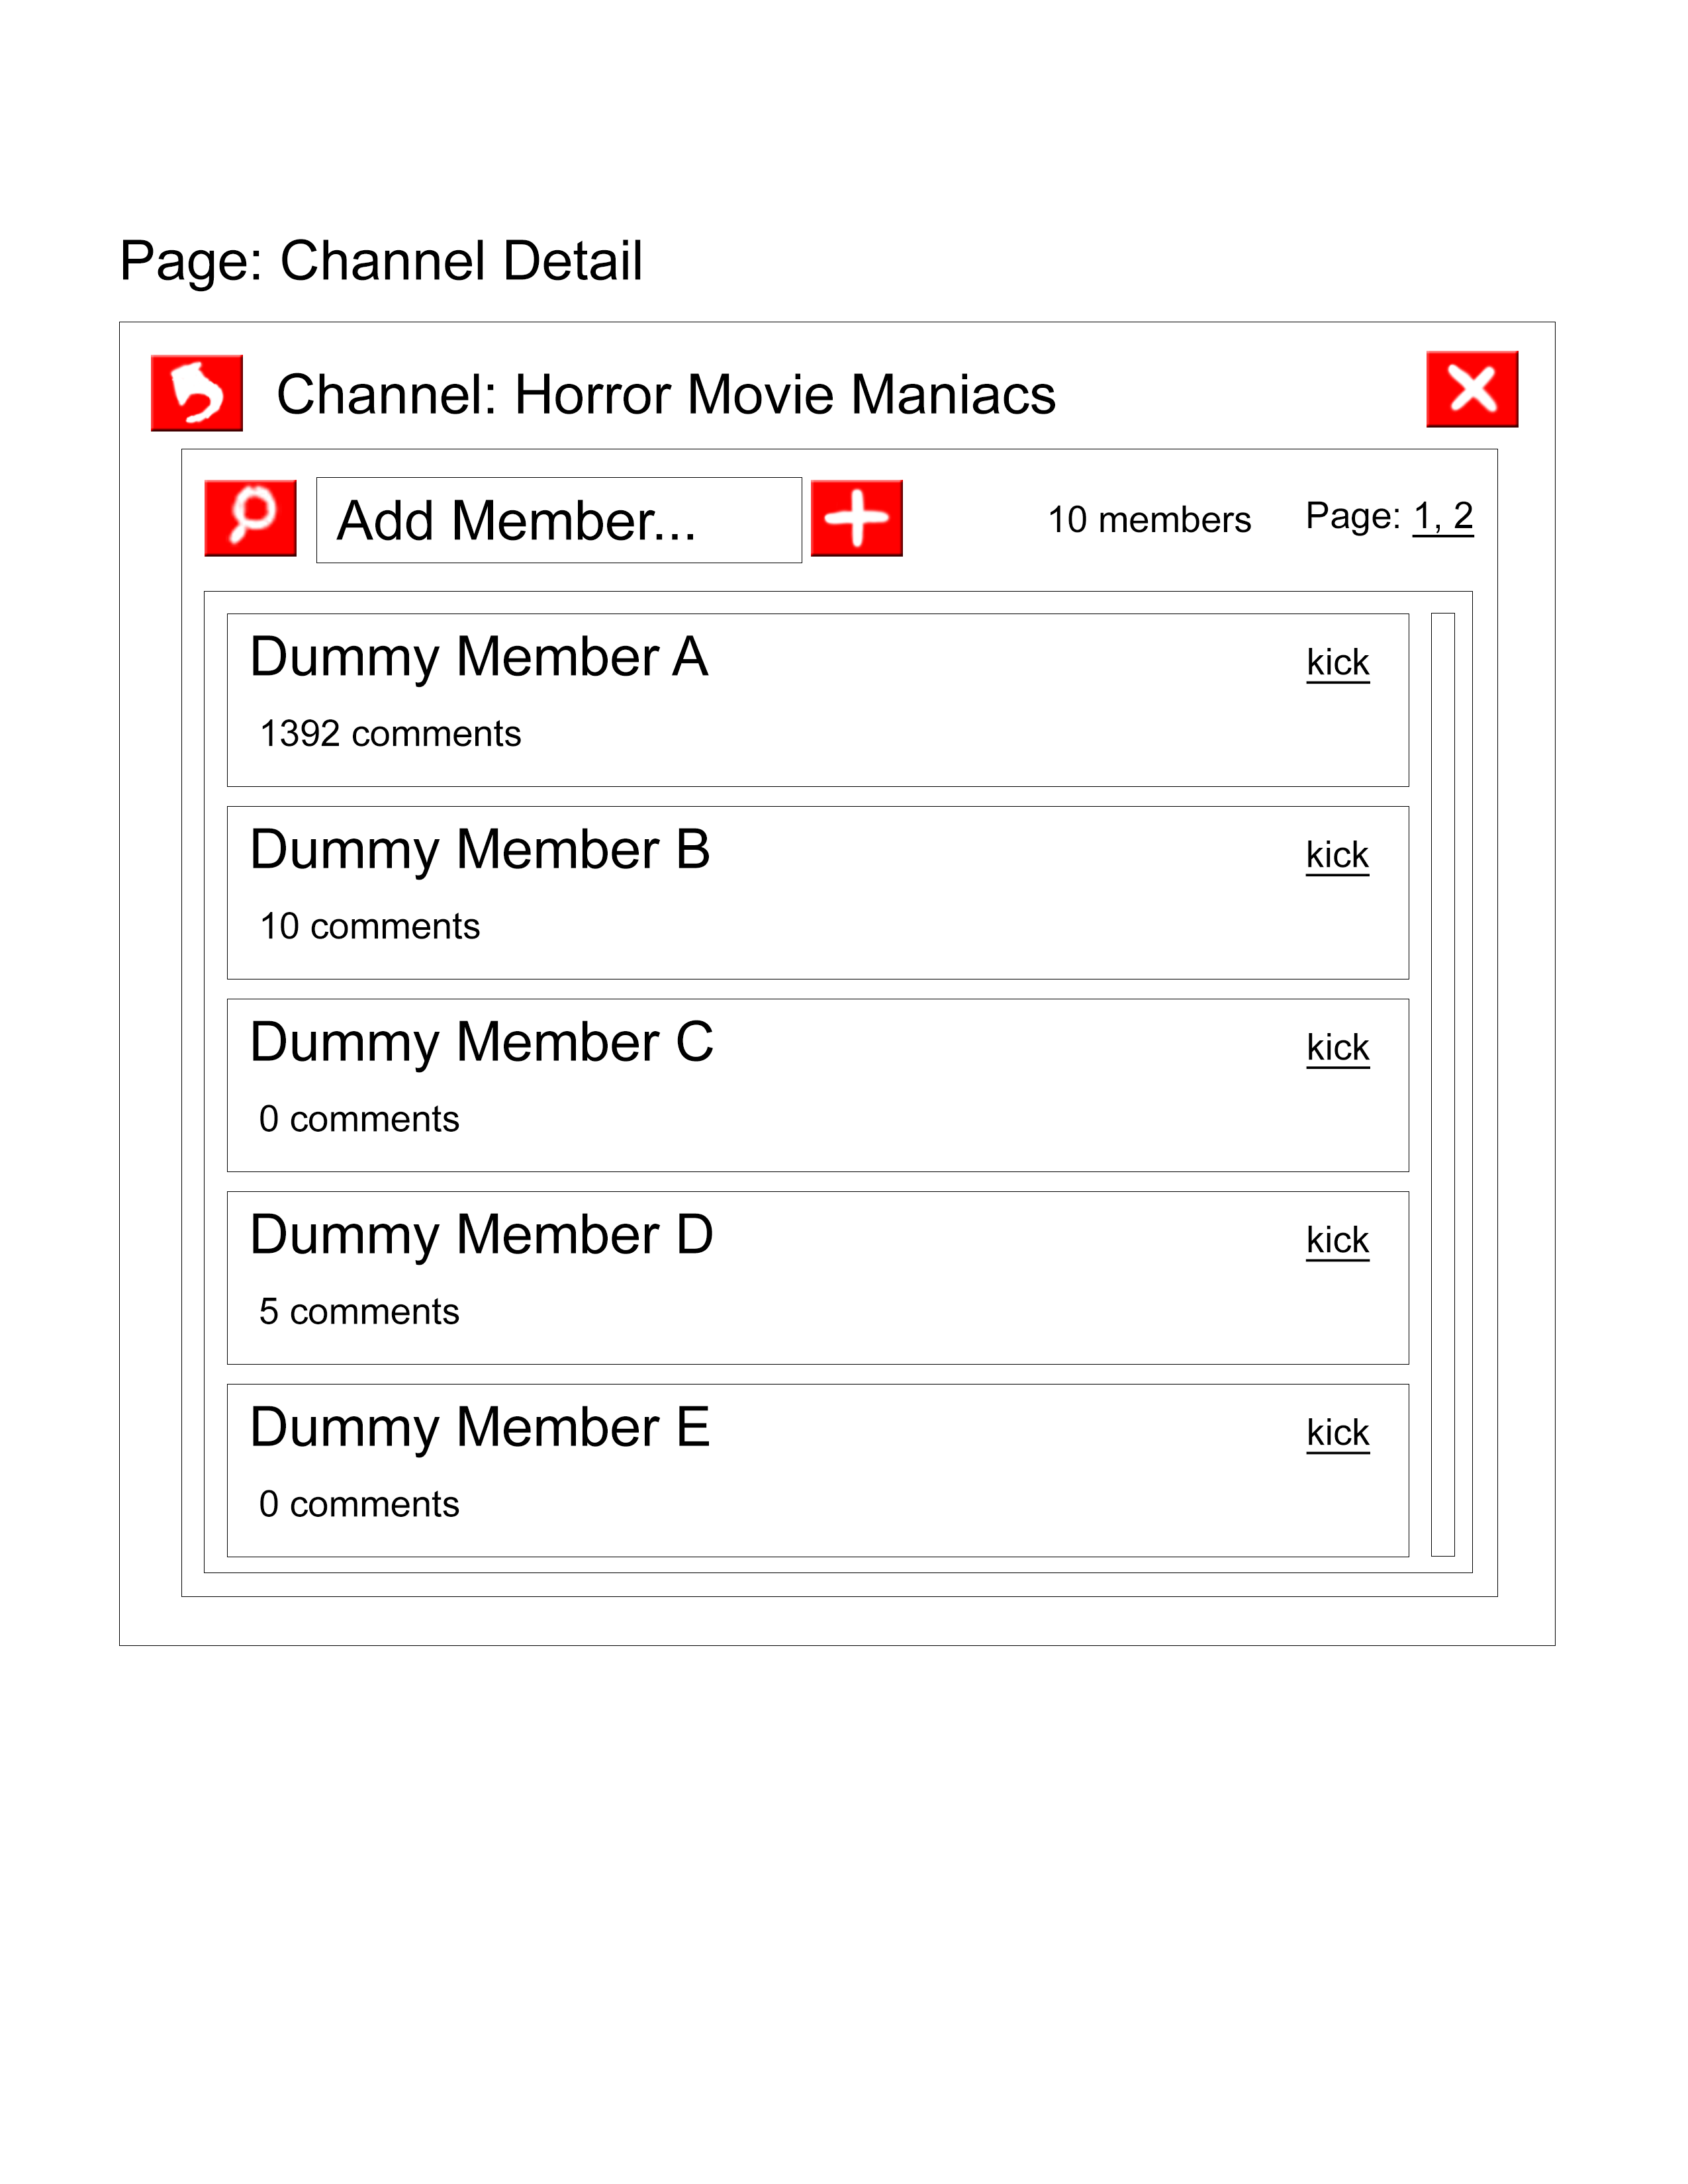 Page: Channel Detail
Channel: Horror Movie Maniacs
Add Member... 10 members Page: 1, 2
Dummy Member A kick
1392 comments
Dummy Member B kick
10 comments
Dummy Member C kick
0 comments
Dummy Member D kick
5 comments
Dummy Member E kick
0 comments